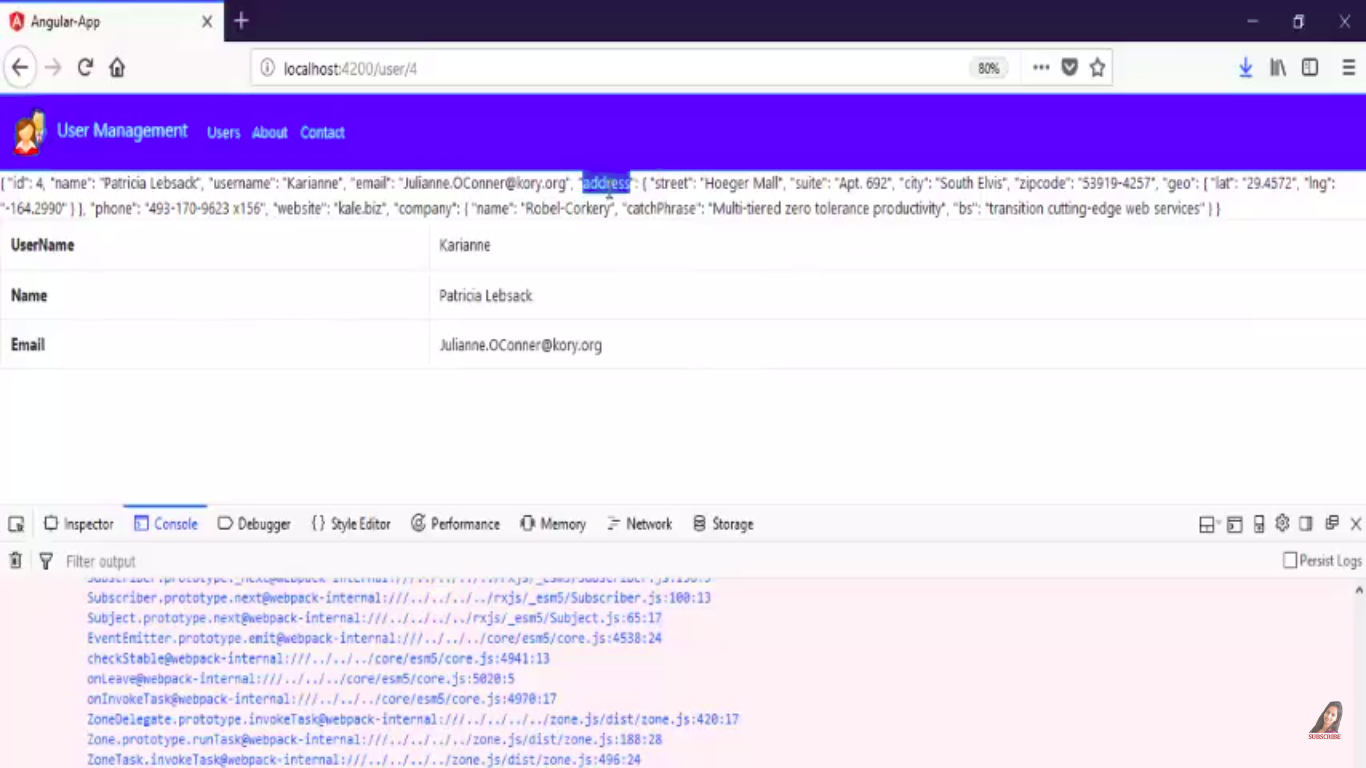 Angular-App
localhost:4200/user/4
80%
User Management Users About Contact
{ "id": 4, "name": "Patricia Lebsack", "username": "Karianne", "email": "Julianne.OConner@kory.org", "address": { "street": "Hoeger Mall", "suite": "Apt. 692", "city": "South Elvis", "zipcode": "53919-4257", "geo": { "lat": "29.4572", "lng":
"-164.2990" } }, "phone": "493-170-9623 x156", "website": "kale.biz", "company": { "name": "Robel-Corkery", "catchPhrase": "Multi-tiered zero tolerance productivity", "bs": "transition cutting-edge web services" } }
UserName Karianne
Name Patricia Lebsack
Email Julianne.OConner@kory.org
Inspector Console Debugger {} Style Editor Performance Memory Network Storage
Filter output Persist Logs
Subscriber.prototype._next@webpack-internal:///../../../../rxjs/_esm5/Subscriber.js
Subscriber.prototype.next@webpack-internal:///../../../../rxjs/_esm5/Subscriber.js:100:13
Subject.prototype.next@webpack-internal:///../../../../rxjs/_esm5/Subject.js:65:17
EventEmitter.prototype.emit@webpack-internal:///../../../core/esm5/core.js:4538:24
checkStable@webpack-internal:///../../../core/esm5/core.js:4941:13
onLeave@webpack-internal:///../../../core/esm5/core.js:5020:5
onInvokeTask@webpack-internal:///../../../core/esm5/core.js:4970:17
ZoneDelegate.prototype.invokeTask@webpack-internal:///../../../../zone.js/dist/zone.js:420:17
Zone.prototype.runTask@webpack-internal:///../../../../zone.js/dist/zone.js:188:28
ZoneTask.invokeTask@webpack-internal:///../../../../zone.js/dist/zone.js:496:24
SUBSCRIBE